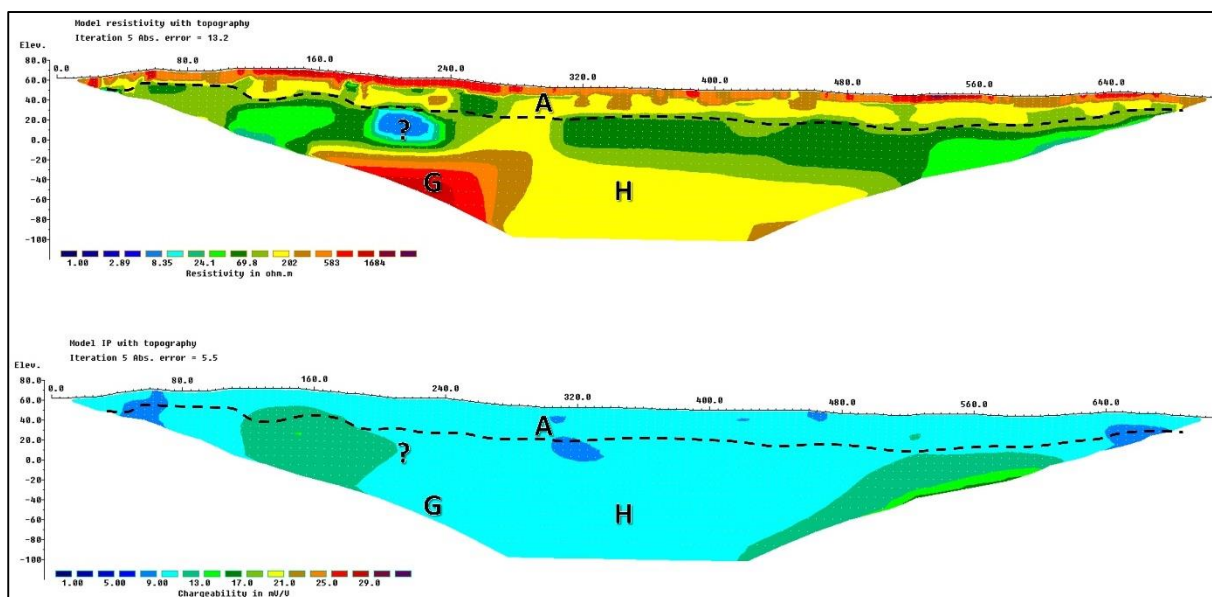 Model resistivity with topography
Iteration 5 Abs. error = 13.2
Elev.
0.0 80.0 160.0 240.0 320.0 400.0 480.0 560.0 640.0
80.0
60.0
40.0
20.0
0.0
-20.0
-40.0
-60.0
-80.0
-100
A
?
G
H
1.00 2.89 8.35 24.1 69.8 202 583 1684
Resistivity in ohm.m
Model IP with topography
Iteration 5 Abs. error = 5.5
Elev.
0.0 80.0 160.0 240.0 320.0 400.0 480.0 560.0 640.0
80.0
60.0
40.0
20.0
0.0
-20.0
-40.0
-60.0
-80.0
-100
A
?
G
H
1.00 5.00 9.00 13.0 17.0 21.0 25.0 29.0
Chargeability in mV/V